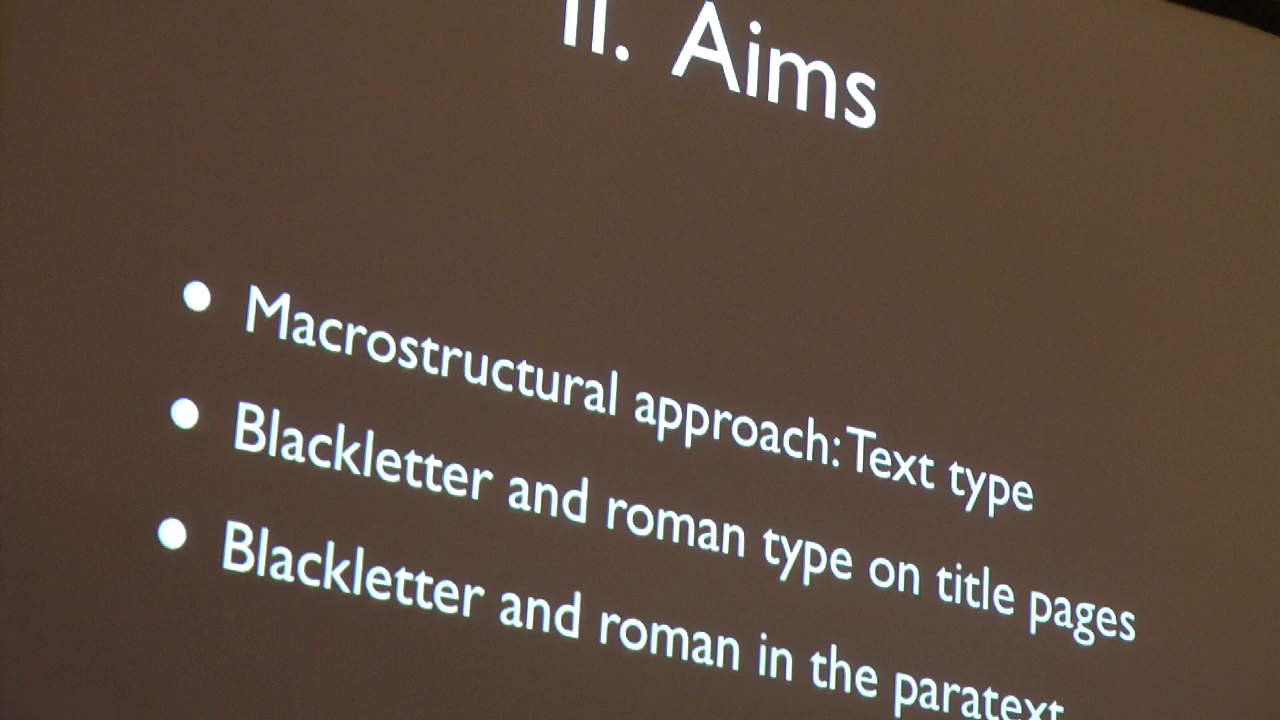 II. Aims
• Macrostructural approach: Text type
• Blackletter and roman type on title pages
• Blackletter and roman in the paratext